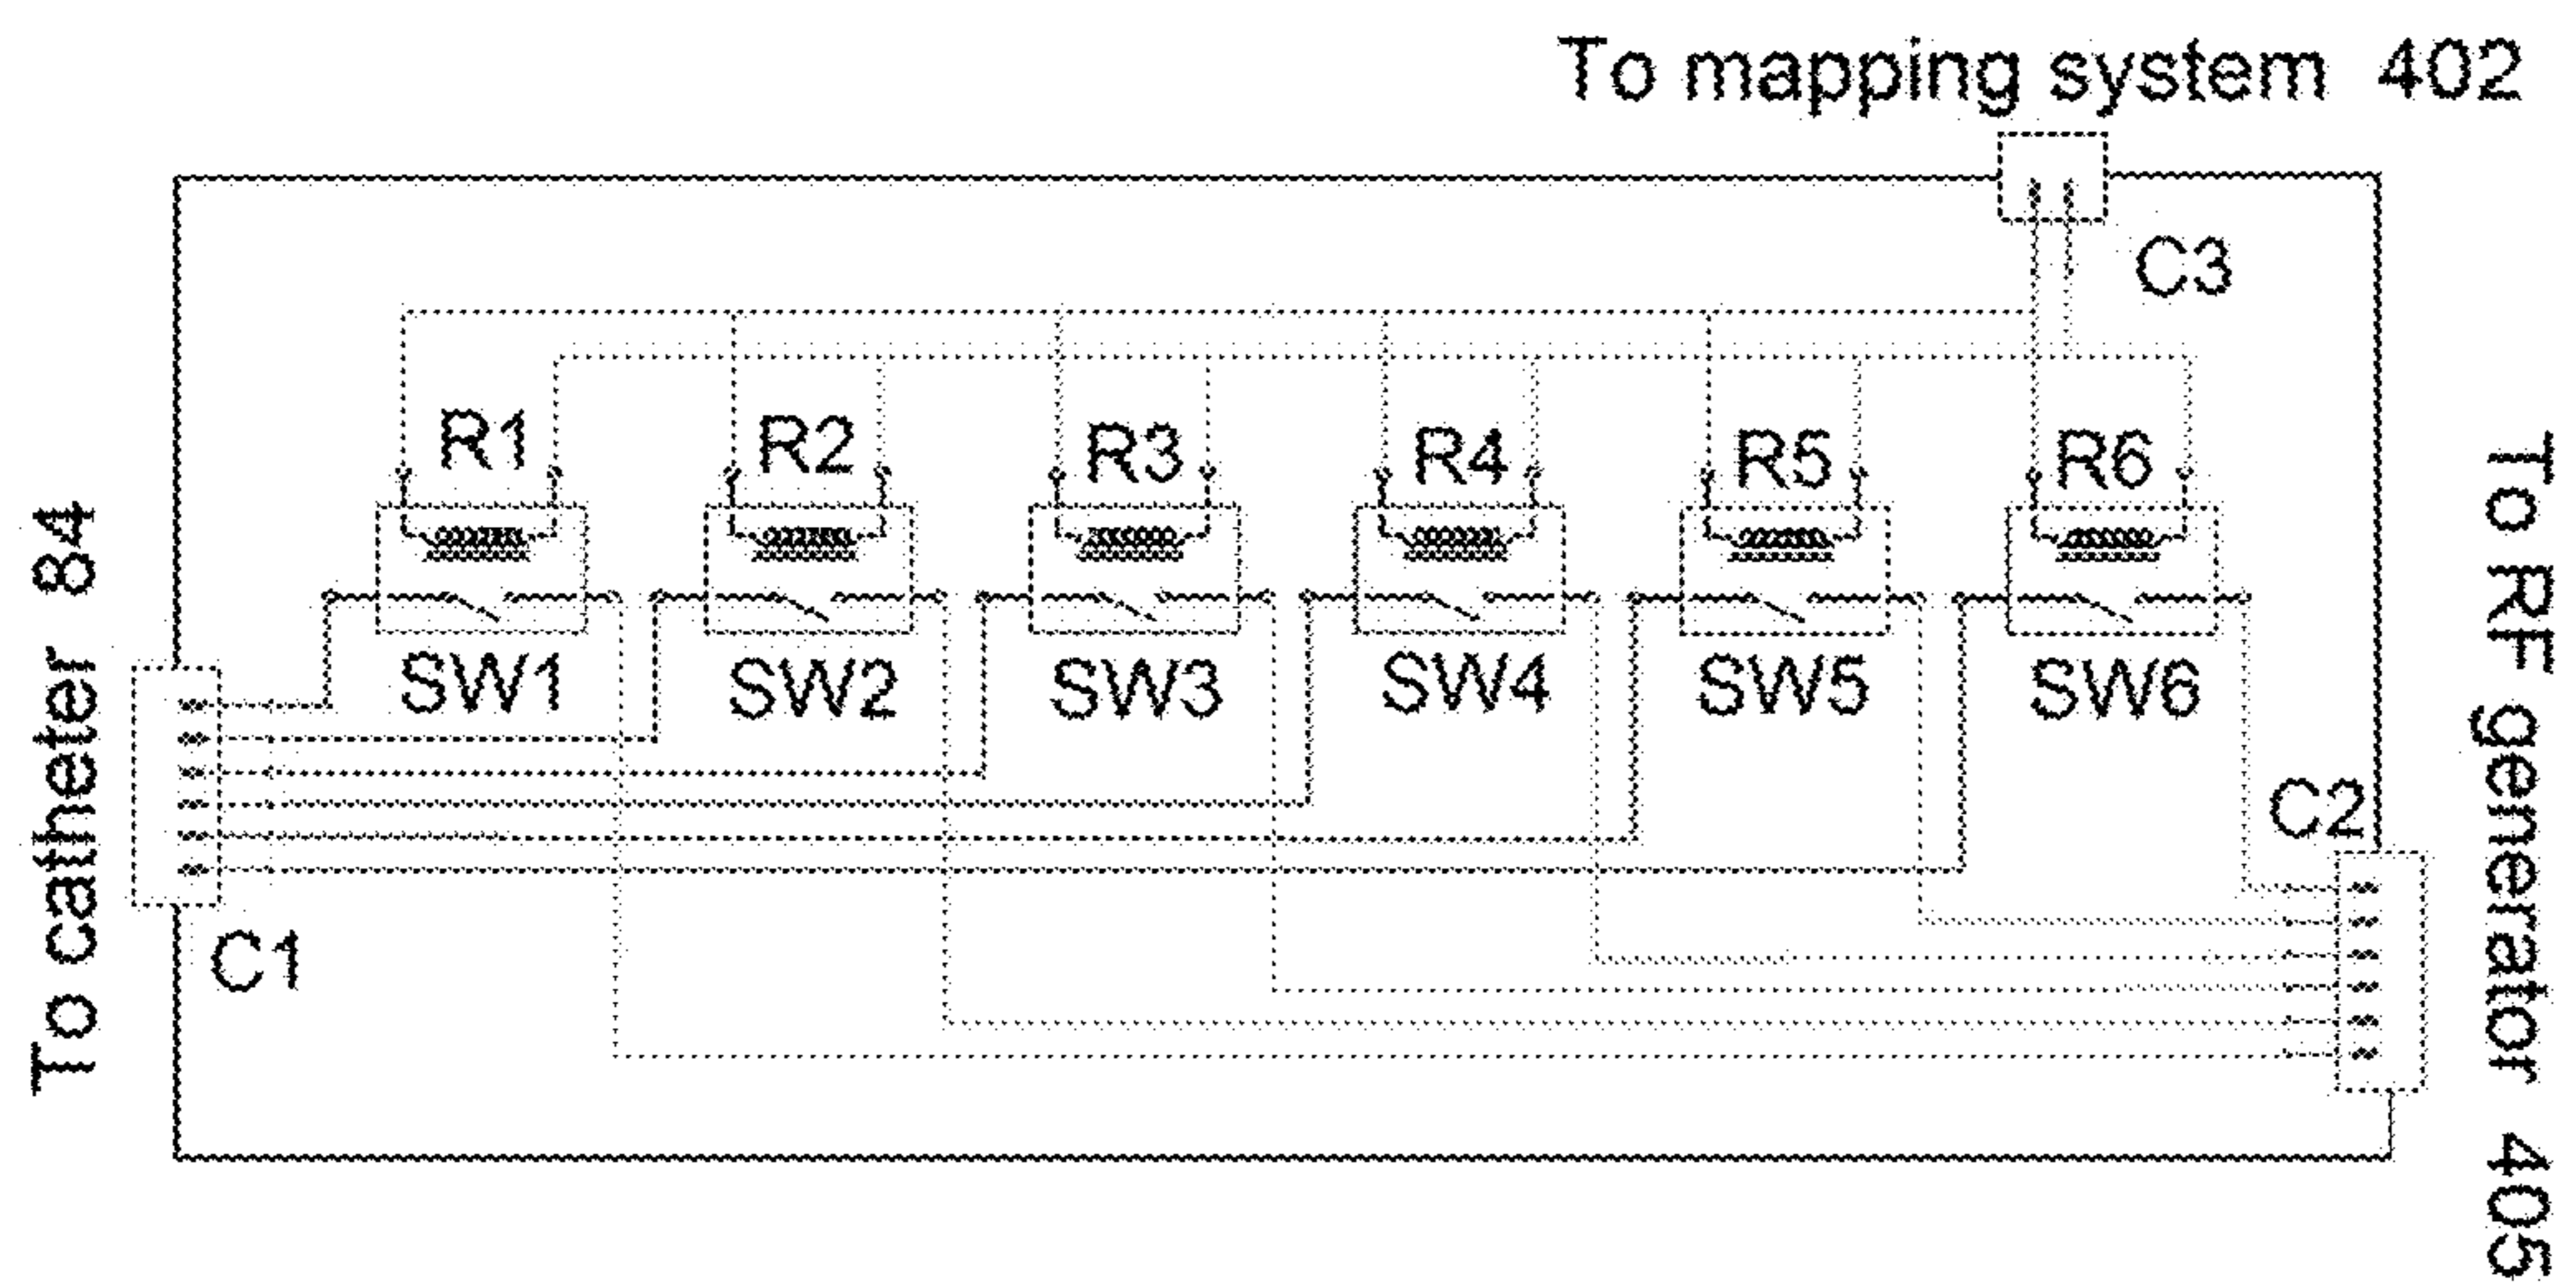 To mapping system 402
C3
R1 R2 R3 R4 R5 R6
SW1 SW2 SW3 SW4 SW5 SW6
To catheter 84
C1
C2
To RF generator 405